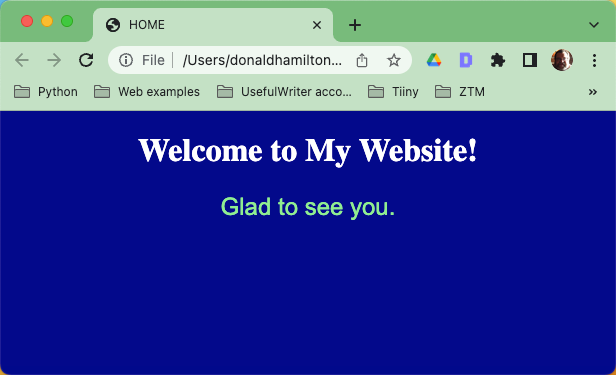 HOME
File /Users/donaldhamilton...
Python Web examples UsefulWriter acco... Tiiny ZTM
Welcome to My Website!
Glad to see you.